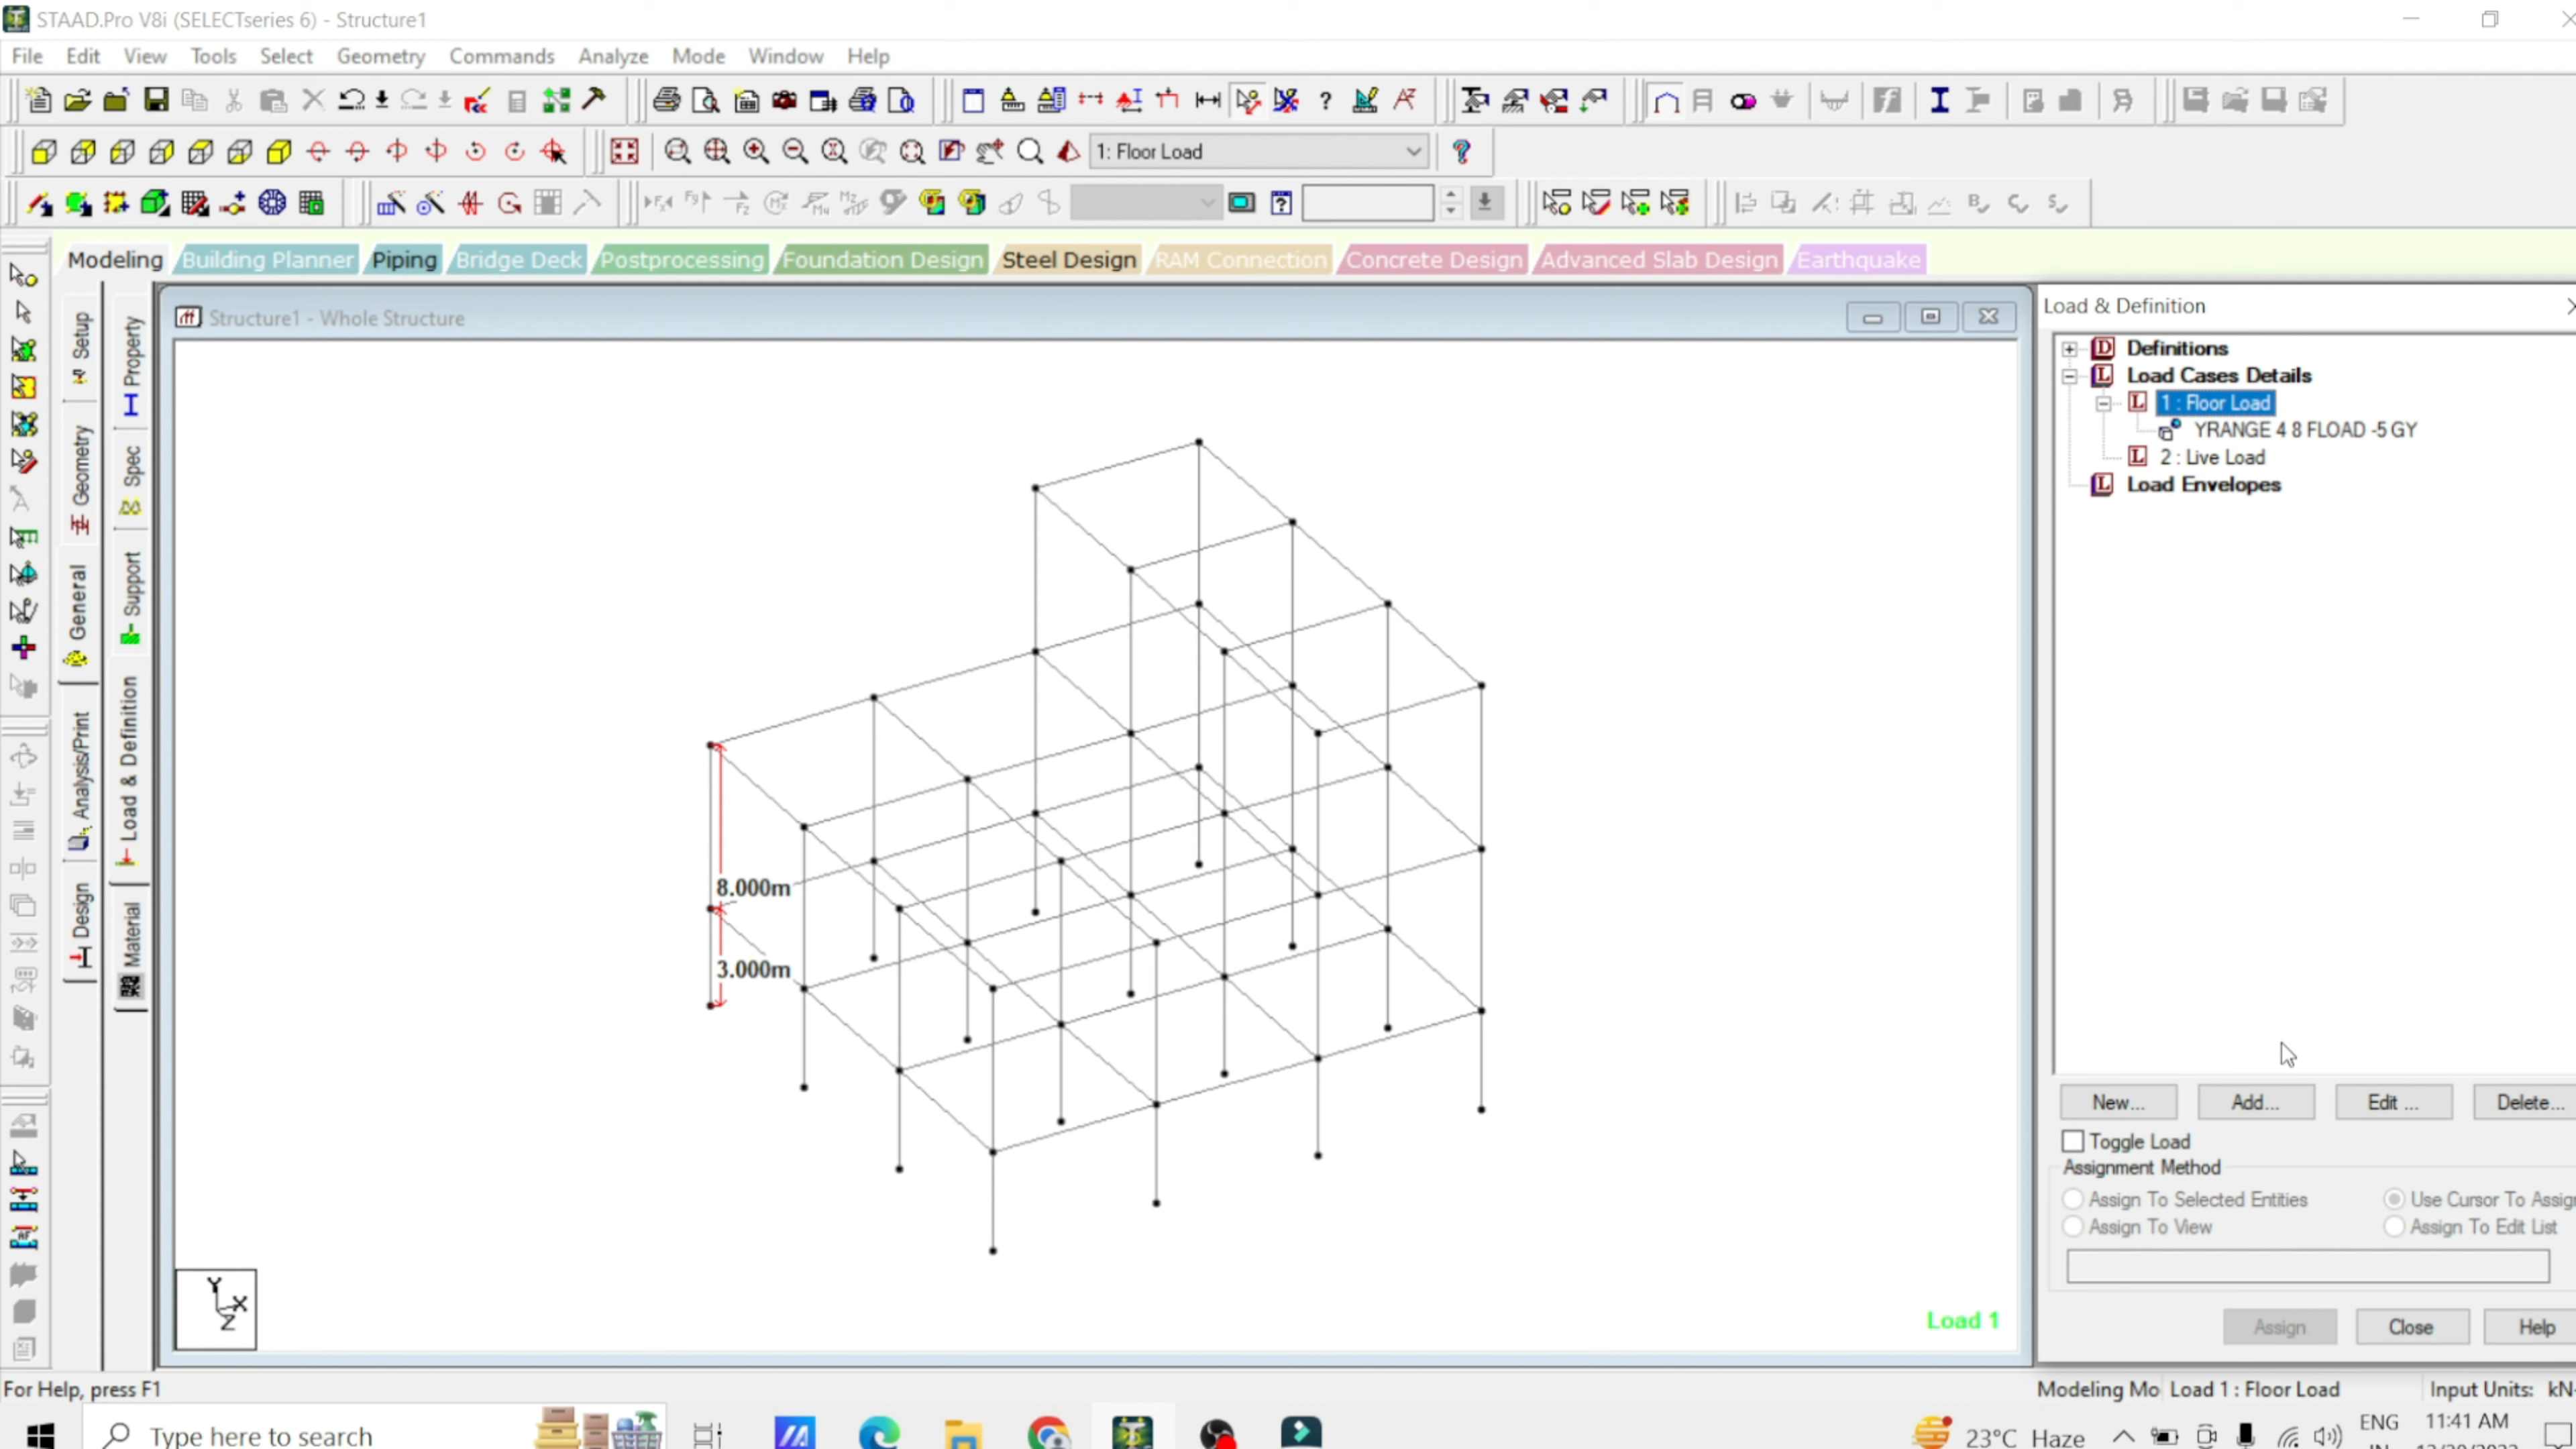 STAAD.Pro V8i (SELECTseries 6) - Structure1
File Edit View Tools Select Geometry Commands Analyze Mode Window Help
1: Floor Load
Modeling Building Planner Piping Bridge Deck Postprocessing Foundation Design Steel Design RAM Connection Concrete Design Advanced Slab Design Earthquake
Setup
Geometry
General
Analysis/Print
Design
Property
Spec
Support
Load & Definition
Material
Structure1 - Whole Structure
8.000m
3.000m
Y
X
Z
Load 1
Load & Definition
Definitions
Load Cases Details
1 : Floor Load
YRANGE 4 8 FLOAD -5 GY
2 : Live Load
Load Envelopes
New... Add... Edit ... Delete...
Toggle Load
Assignment Method
Assign To Selected Entities Use Cursor To Assig
Assign To View Assign To Edit List
Assign Close Help
For Help, press F1
Modeling Mo Load 1 : Floor Load Input Units: kN-
Type here to search
23°C Haze
ENG
11:41 AM